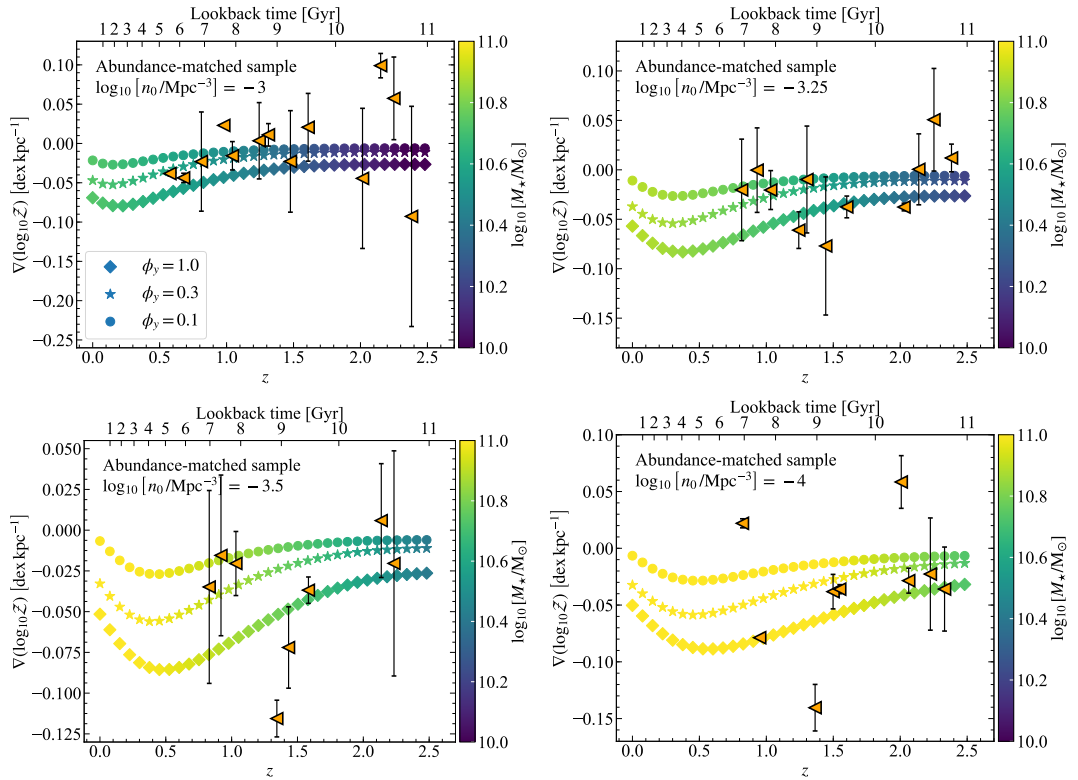 Lookback time [Gyr]
1 2 3 4 5 6 7 8 9 10 11
Abundance-matched sample
log₁₀ [n₀/Mpc⁻³] = −3
0.10
0.05
0.00
−0.05
−0.10
−0.15
−0.20
−0.25
∇(log₁₀Z) [dex kpc⁻¹]
ϕy = 1.0
ϕy = 0.3
ϕy = 0.1
0.0 0.5 1.0 1.5 2.0 2.5
z
11.0
10.8
10.6
10.4
10.2
10.0
log₁₀[M⋆/M⊙]
Lookback time [Gyr]
1 2 3 4 5 6 7 8 9 10 11
Abundance-matched sample
log₁₀ [n₀/Mpc⁻³] = −3.25
0.10
0.05
0.00
−0.05
−0.10
−0.15
∇(log₁₀Z) [dex kpc⁻¹]
0.0 0.5 1.0 1.5 2.0 2.5
z
11.0
10.8
10.6
10.4
10.2
10.0
log₁₀[M⋆/M⊙]
Lookback time [Gyr]
1 2 3 4 5 6 7 8 9 10 11
Abundance-matched sample
log₁₀ [n₀/Mpc⁻³] = −3.5
0.050
0.025
0.000
−0.025
−0.050
−0.075
−0.100
−0.125
∇(log₁₀Z) [dex kpc⁻¹]
0.0 0.5 1.0 1.5 2.0 2.5
z
11.0
10.8
10.6
10.4
10.2
10.0
log₁₀[M⋆/M⊙]
Lookback time [Gyr]
1 2 3 4 5 6 7 8 9 10 11
Abundance-matched sample
log₁₀ [n₀/Mpc⁻³] = −4
0.10
0.05
0.00
−0.05
−0.10
−0.15
∇(log₁₀Z) [dex kpc⁻¹]
0.0 0.5 1.0 1.5 2.0 2.5
z
11.0
10.8
10.6
10.4
10.2
10.0
log₁₀[M⋆/M⊙]